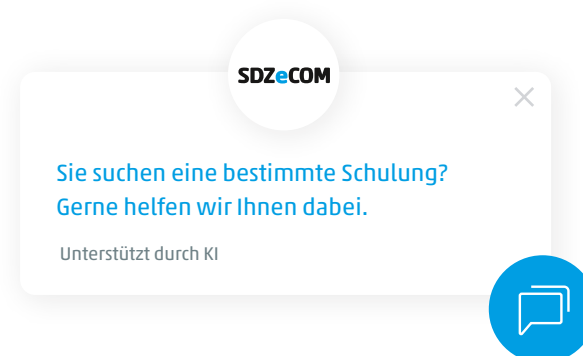 SDZeCOM
Sie suchen eine bestimmte Schulung?
Gerne helfen wir Ihnen dabei.
Unterstützt durch KI